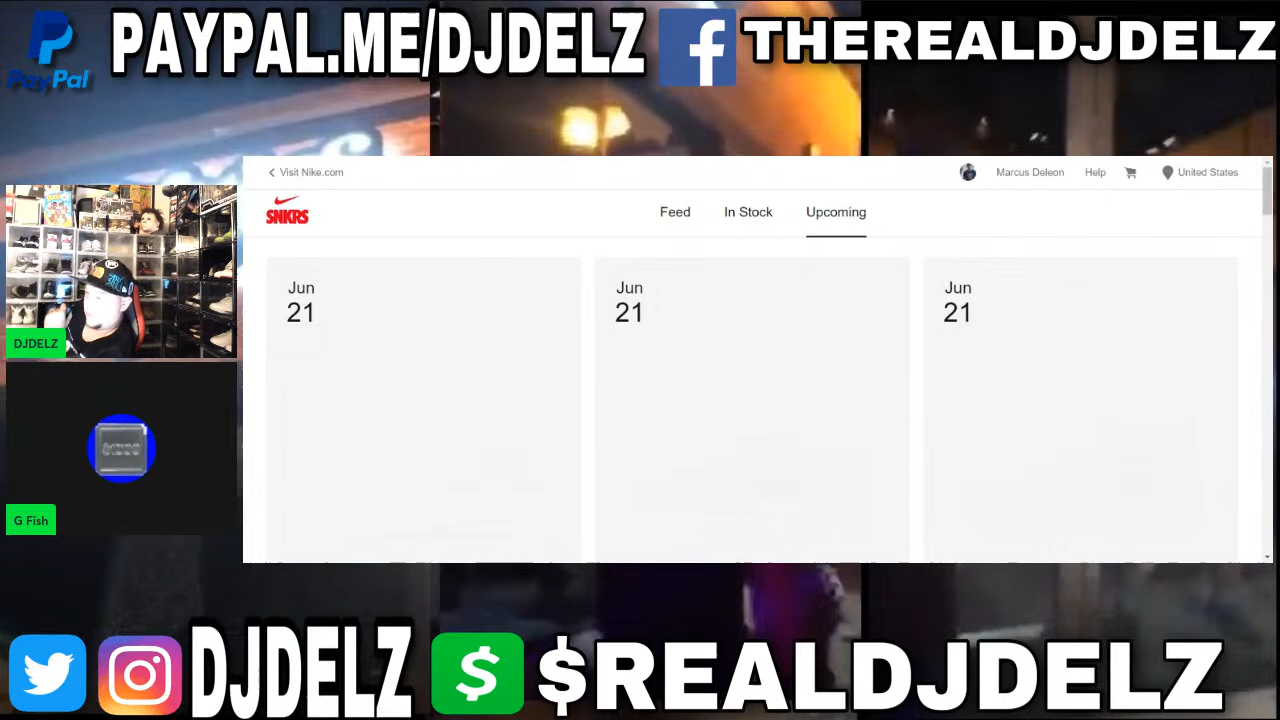 PayPal
PAYPAL.ME/DJDELZ
THEREALDJDELZ
Visit Nike.com
Marcus Deleon
Help
United States
SNKRS
Feed
In Stock
Upcoming
Jun
21
Jun
21
Jun
21
DJDELZ
G Fish
DJDELZ
$REALDJDELZ